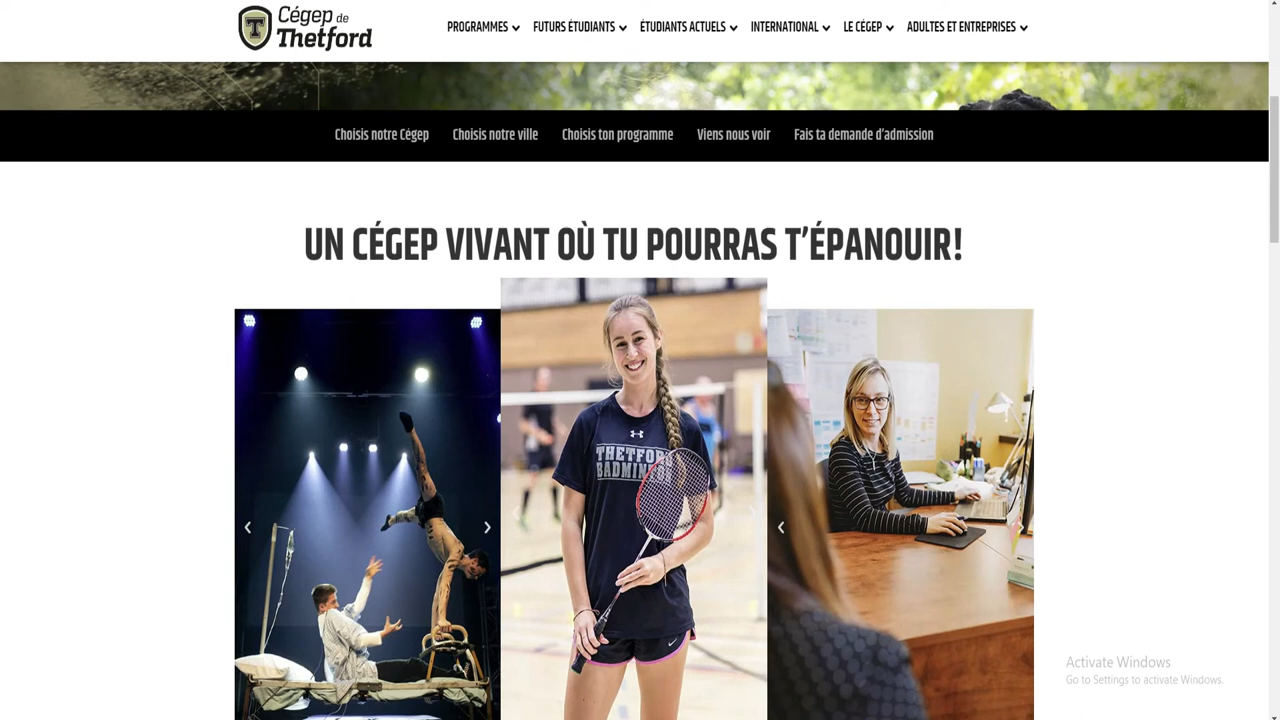 Cégep de
Thetford
PROGRAMMES FUTURS ÉTUDIANTS ÉTUDIANTS ACTUELS INTERNATIONAL LE CÉGEP ADULTES ET ENTREPRISES
Choisis notre Cégep Choisis notre ville Choisis ton programme Viens nous voir Fais ta demande d’admission
UN CÉGEP VIVANT OÙ TU POURRAS T’ÉPANOUIR!
THETFORD
BADMINTON
Activate Windows
Go to Settings to activate Windows.